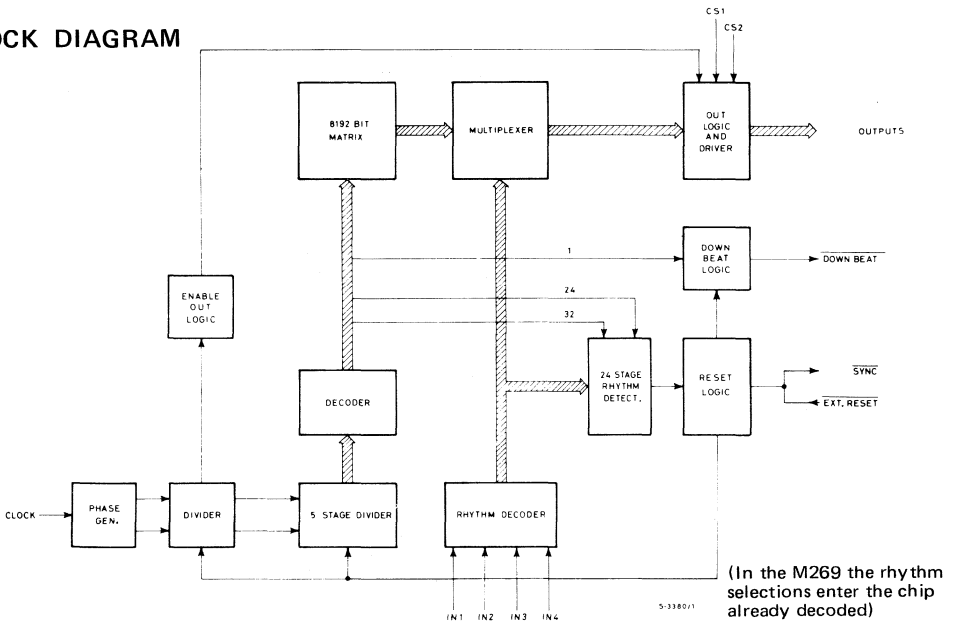 OCK DIAGRAM
CS1
CS2
8192 BIT
MATRIX
MULTIPLEXER
OUT
LOGIC
AND
DRIVER
OUTPUTS
1
DOWN
BEAT
LOGIC
DOWN BEAT
ENABLE
OUT
LOGIC
24
32
24 STAGE
RHYTHM
DETECT.
RESET
LOGIC
SYNC
EXT. RESET
DECODER
CLOCK
PHASE
GEN.
DIVIDER
5 STAGE DIVIDER
RHYTHM DECODER
IN1
IN2
IN3
IN4
S-3380/1
(In the M269 the rhythm
selections enter the chip
already decoded)